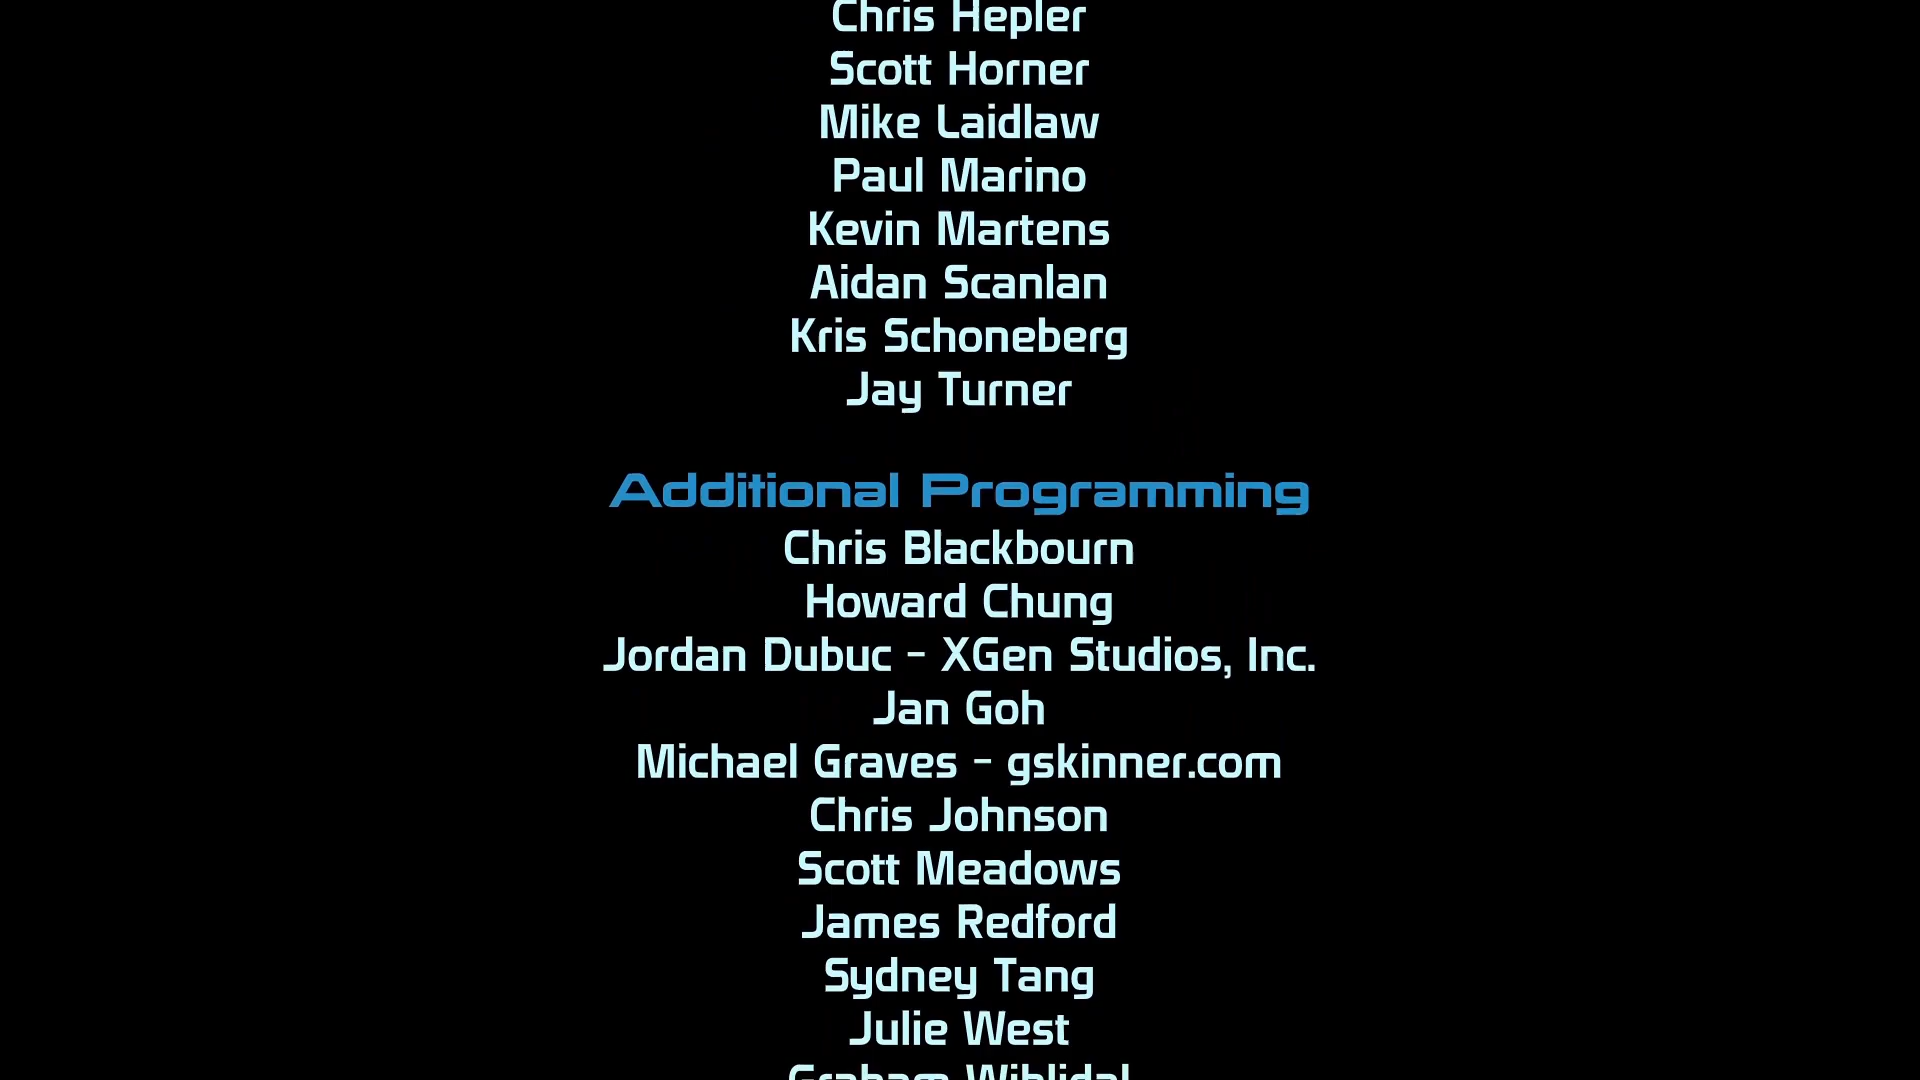 Chris Hepler
Scott Horner
Mike Laidlaw
Paul Marino
Kevin Martens
Aidan Scanlan
Kris Schoneberg
Jay Turner
Additional Programming
Chris Blackbourn
Howard Chung
Jordan Dubuc - XGen Studios, Inc.
Jan Goh
Michael Graves - gskinner.com
Chris Johnson
Scott Meadows
James Redford
Sydney Tang
Julie West
Graham Wihlidal